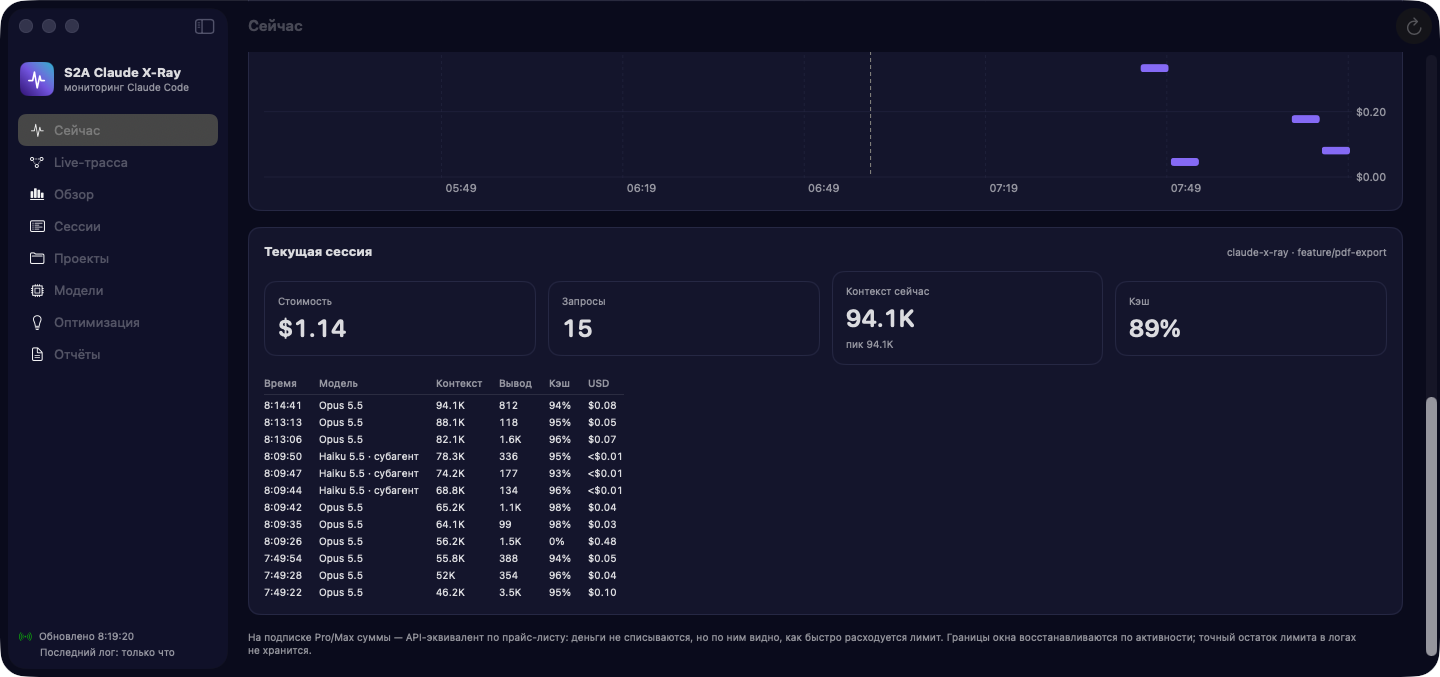 Сейчас
S2A Claude X-Ray
мониторинг Claude Code
Сейчас
Live-трасса
Обзор
Сессии
Проекты
Модели
Оптимизация
Отчёты
Обновлено 8:19:20
Последний лог: только что
$0.20
$0.00
05:49 06:19 06:49 07:19 07:49
Текущая сессия claude-x-ray · feature/pdf-export
Стоимость
$1.14
Запросы
15
Контекст сейчас
94.1K
пик 94.1K
Кэш
89%
Время Модель Контекст Вывод Кэш USD
8:14:41 Opus 5.5 94.1K 812 94% $0.08
8:13:13 Opus 5.5 88.1K 118 95% $0.05
8:13:06 Opus 5.5 82.1K 1.6K 96% $0.07
8:09:50 Haiku 5.5 · субагент 78.3K 336 95% <$0.01
8:09:47 Haiku 5.5 · субагент 74.2K 177 93% <$0.01
8:09:44 Haiku 5.5 · субагент 68.8K 134 96% <$0.01
8:09:42 Opus 5.5 65.2K 1.1K 98% $0.04
8:09:35 Opus 5.5 64.1K 99 98% $0.03
8:09:26 Opus 5.5 56.2K 1.5K 0% $0.48
7:49:54 Opus 5.5 55.8K 388 94% $0.05
7:49:28 Opus 5.5 52K 354 96% $0.04
7:49:22 Opus 5.5 46.2K 3.5K 95% $0.10
На подписке Pro/Max суммы — API-эквивалент по прайс-листу: деньги не списываются, но по ним видно, как быстро расходуется лимит. Границы окна восстанавливаются по активности; точный остаток лимита в логах
не хранится.